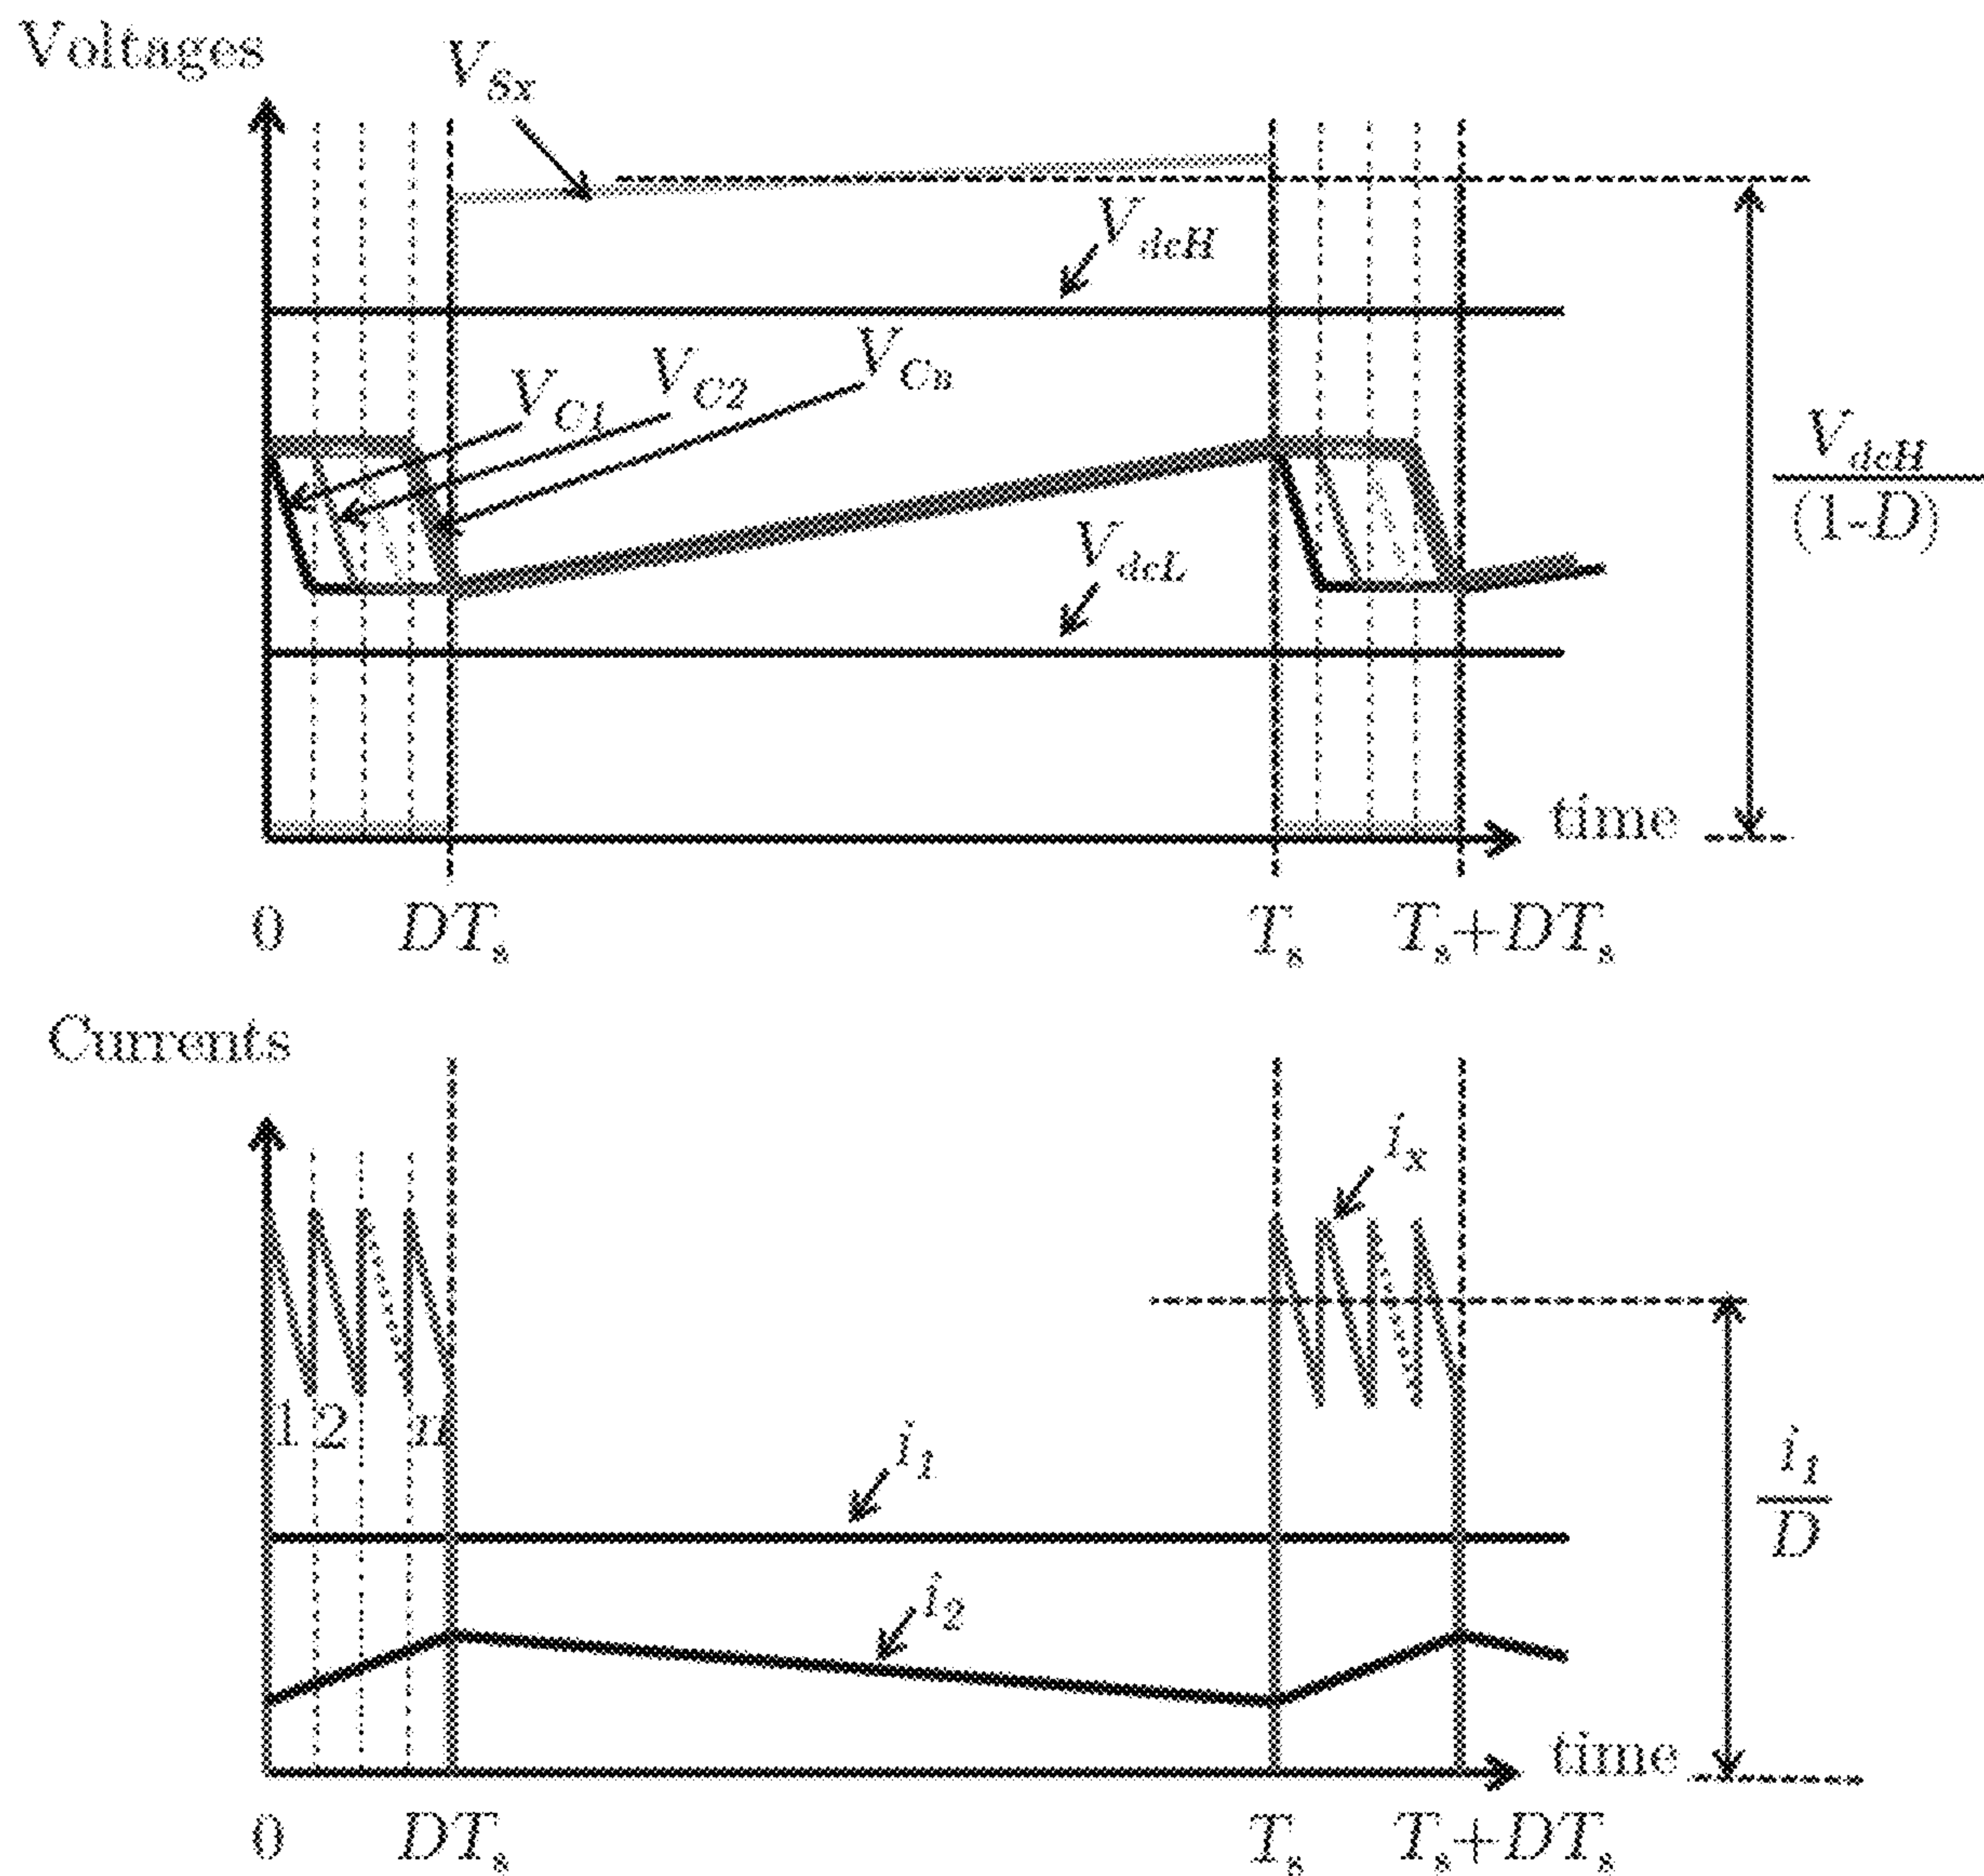 Voltages
V_Sx
V_dcH
V_C1 V_C2 V_Cn
V_dcH
(1-D)
V_dcL
time
0 DT_s T_s T_s+DT_s
Currents
i_x
1 2 n
i_1
i_1
D
i_2
time
0 DT_s T_s T_s+DT_s